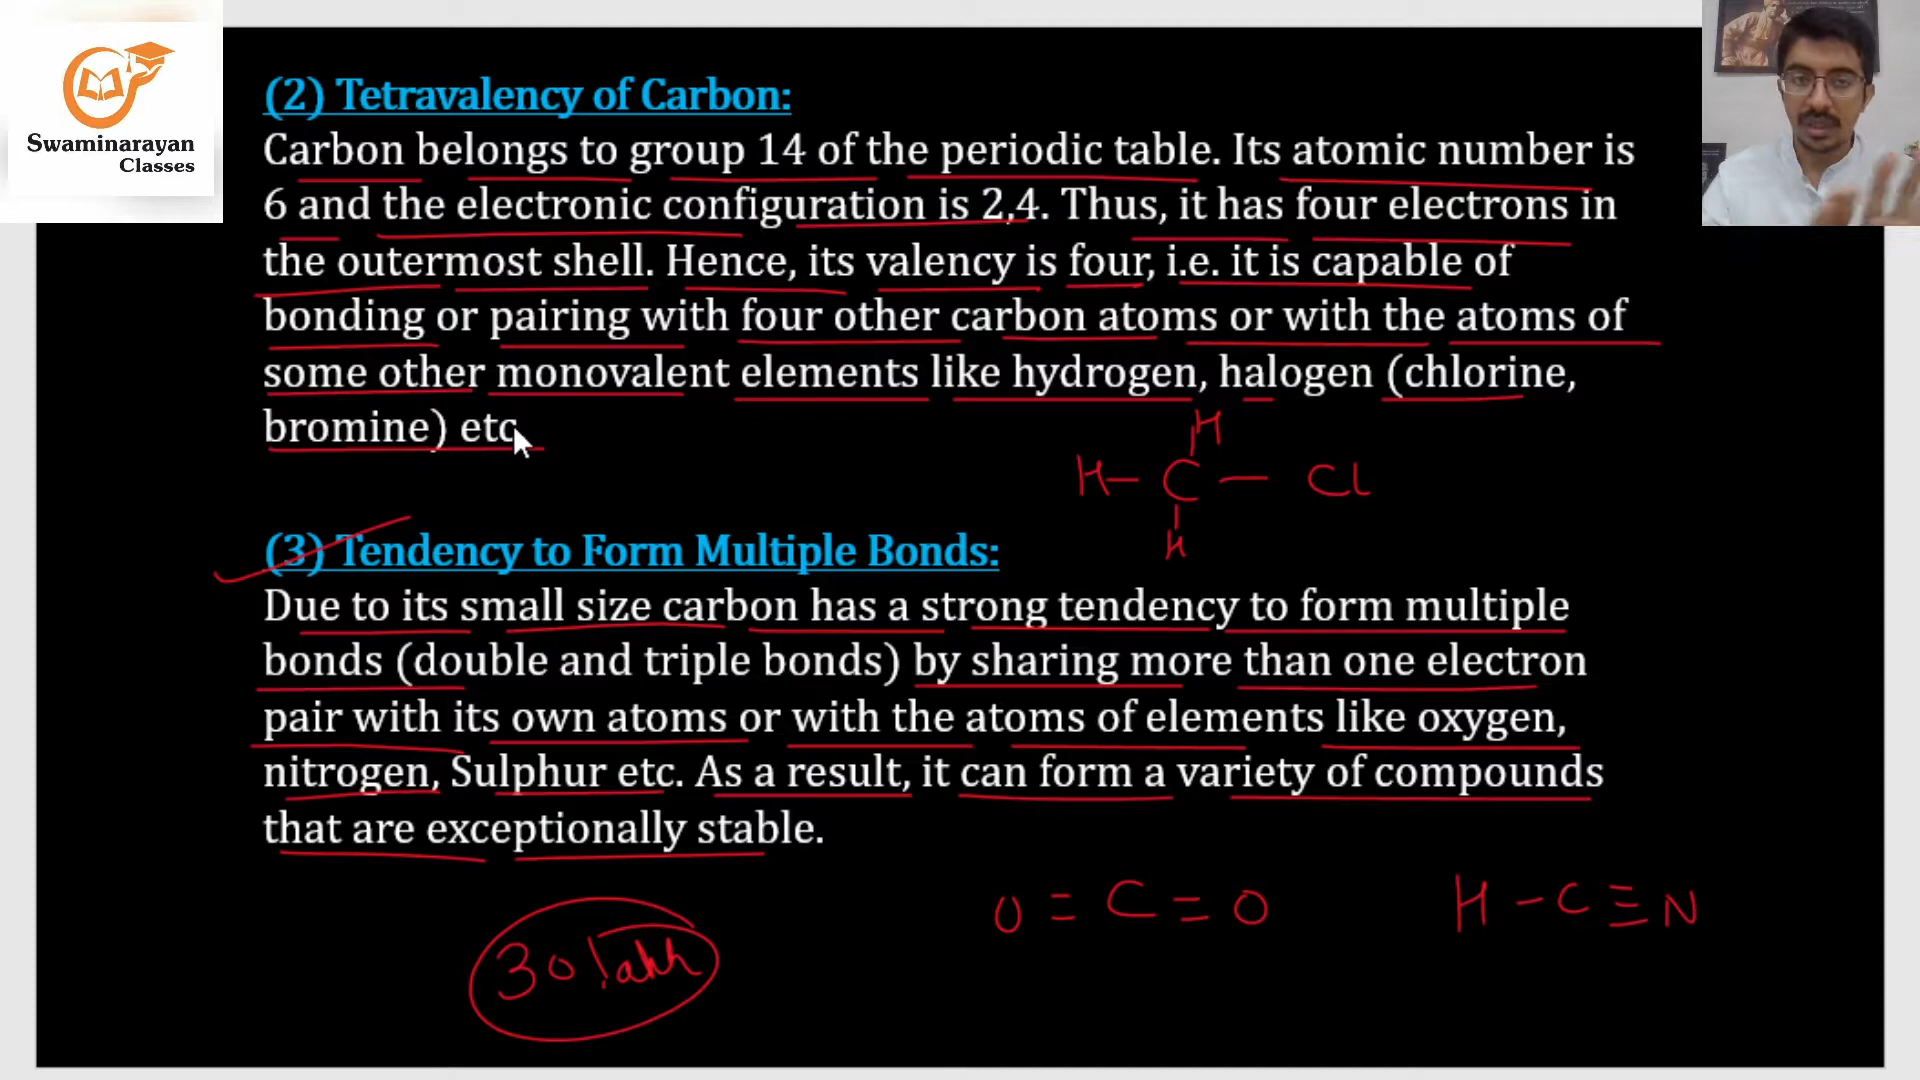 Swaminarayan
Classes
(2) Tetravalency of Carbon:
Carbon belongs to group 14 of the periodic table. Its atomic number is
6 and the electronic configuration is 2,4. Thus, it has four electrons in
the outermost shell. Hence, its valency is four, i.e. it is capable of
bonding or pairing with four other carbon atoms or with the atoms of
some other monovalent elements like hydrogen, halogen (chlorine,
bromine) etc
H
H - C - Cl
H
(3) Tendency to Form Multiple Bonds:
Due to its small size carbon has a strong tendency to form multiple
bonds (double and triple bonds) by sharing more than one electron
pair with its own atoms or with the atoms of elements like oxygen,
nitrogen, Sulphur etc. As a result, it can form a variety of compounds
that are exceptionally stable.
O = C = O
H - C ≡ N
30 lakh